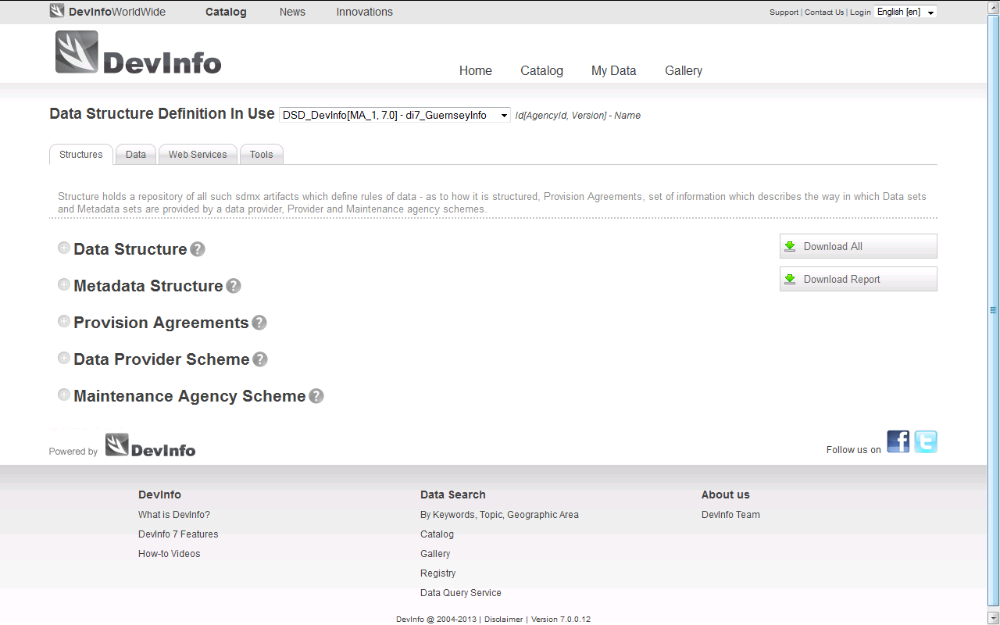 DevInfoWorldWide Catalog News Innovations Support | Contact Us | Login English [en]
DevInfo Home Catalog My Data Gallery
Data Structure Definition In Use DSD_DevInfo[MA_1, 7.0] - di7_GuernseyInfo Id[AgencyId, Version] - Name
Structures Data Web Services Tools
Structure holds a repository of all such sdmx artifacts which define rules of data - as to how it is structured, Provision Agreements, set of information which describes the way in which Data sets
and Metadata sets are provided by a data provider, Provider and Maintenance agency schemes.
Data Structure ? Download All
Metadata Structure ? Download Report
Provision Agreements ?
Data Provider Scheme ?
Maintenance Agency Scheme ?
Powered by DevInfo Follow us on f t
DevInfo Data Search About us
What is DevInfo? By Keywords, Topic, Geographic Area DevInfo Team
DevInfo 7 Features Catalog
How-to Videos Gallery
Registry
Data Query Service
DevInfo @ 2004-2013 | Disclaimer | Version 7.0.0.12